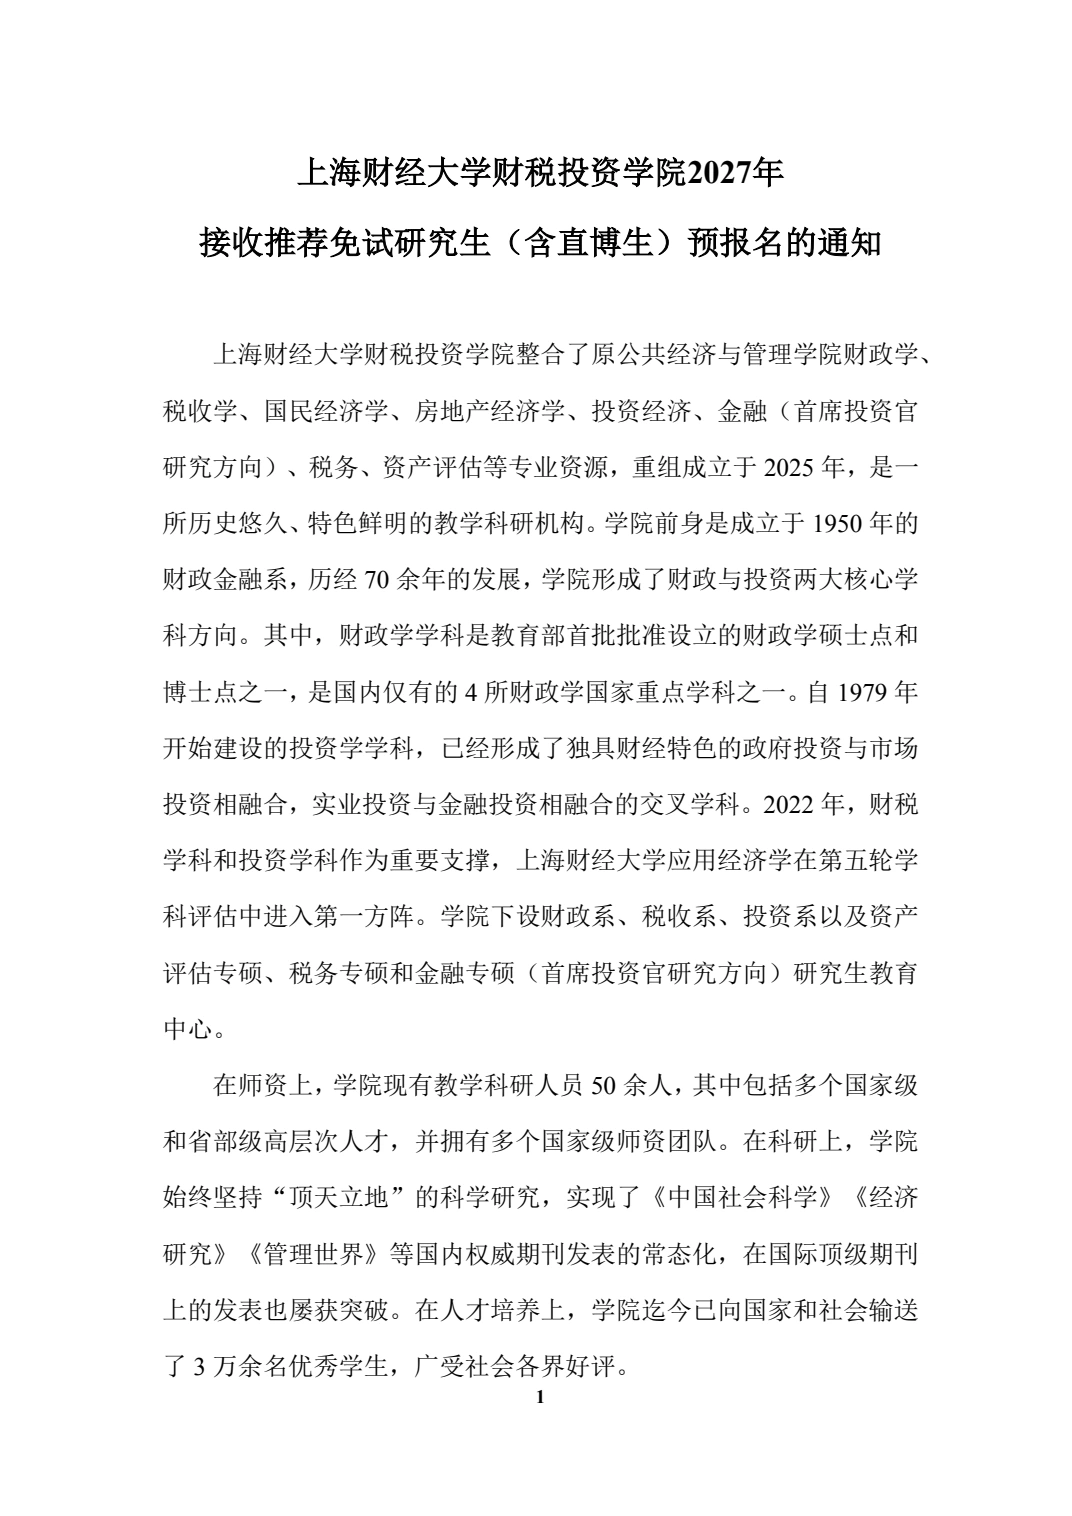 上海财经大学财税投资学院2027年
接收推荐免试研究生（含直博生）预报名的通知
上海财经大学财税投资学院整合了原公共经济与管理学院财政学、
税收学、国民经济学、房地产经济学、投资经济、金融（首席投资官
研究方向）、税务、资产评估等专业资源，重组成立于 2025 年，是一
所历史悠久、特色鲜明的教学科研机构。学院前身是成立于 1950 年的
财政金融系，历经 70 余年的发展，学院形成了财政与投资两大核心学
科方向。其中，财政学学科是教育部首批批准设立的财政学硕士点和
博士点之一，是国内仅有的 4 所财政学国家重点学科之一。自 1979 年
开始建设的投资学学科，已经形成了独具财经特色的政府投资与市场
投资相融合，实业投资与金融投资相融合的交叉学科。2022 年，财税
学科和投资学科作为重要支撑，上海财经大学应用经济学在第五轮学
科评估中进入第一方阵。学院下设财政系、税收系、投资系以及资产
评估专硕、税务专硕和金融专硕（首席投资官研究方向）研究生教育
中心。
在师资上，学院现有教学科研人员 50 余人，其中包括多个国家级
和省部级高层次人才，并拥有多个国家级师资团队。在科研上，学院
始终坚持“顶天立地”的科学研究，实现了《中国社会科学》《经济
研究》《管理世界》等国内权威期刊发表的常态化，在国际顶级期刊
上的发表也屡获突破。在人才培养上，学院迄今已向国家和社会输送
了 3 万余名优秀学生，广受社会各界好评。
1